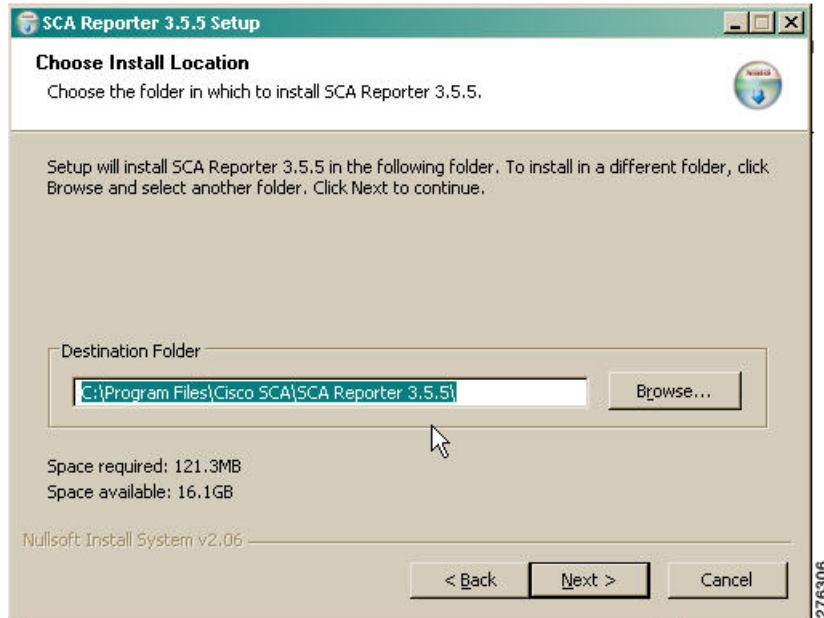 SCA Reporter 3.5.5 Setup
Choose Install Location
Choose the folder in which to install SCA Reporter 3.5.5.
Setup will install SCA Reporter 3.5.5 in the following folder. To install in a different folder, click
Browse and select another folder. Click Next to continue.
Destination Folder
C:\Program Files\Cisco SCA\SCA Reporter 3.5.5\
Browse...
Space required: 121.3MB
Space available: 16.1GB
Nullsoft Install System v2.06
< Back
Next >
Cancel
276306